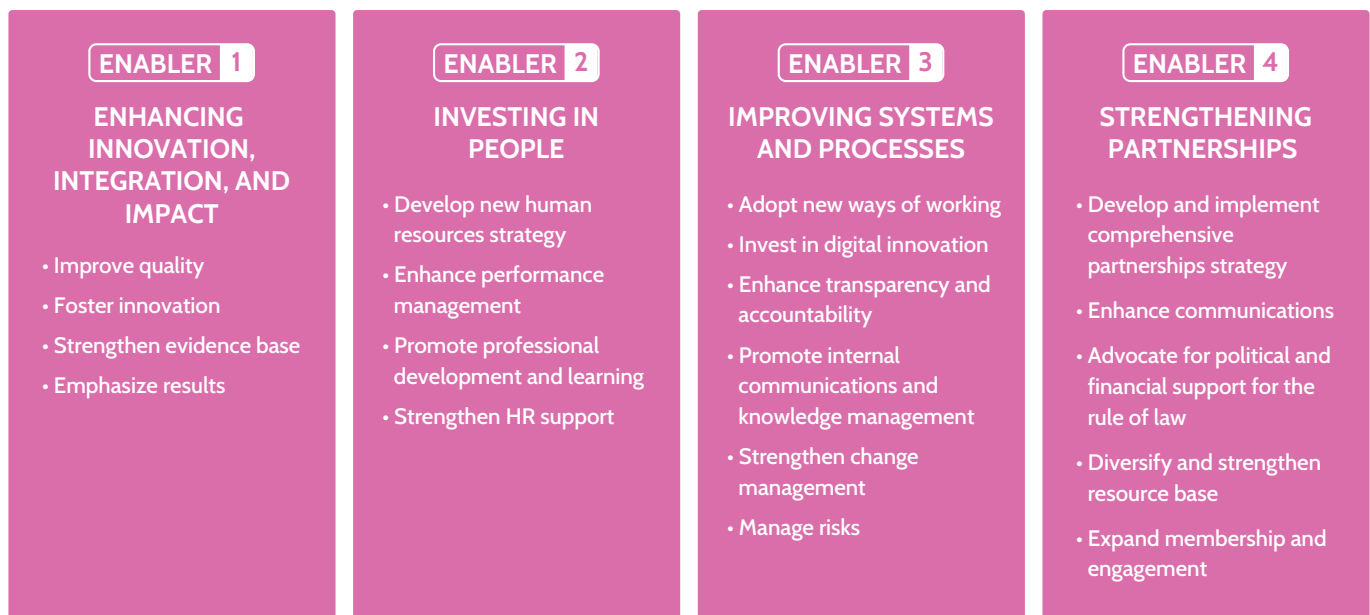 ENABLER 1
ENHANCING
INNOVATION,
INTEGRATION, AND
IMPACT
• Improve quality
• Foster innovation
• Strengthen evidence base
• Emphasize results
ENABLER 2
INVESTING IN
PEOPLE
• Develop new human
resources strategy
• Enhance performance
management
• Promote professional
development and learning
• Strengthen HR support
ENABLER 3
IMPROVING SYSTEMS
AND PROCESSES
• Adopt new ways of working
• Invest in digital innovation
• Enhance transparency and
accountability
• Promote internal
communications and
knowledge management
• Strengthen change
management
• Manage risks
ENABLER 4
STRENGTHENING
PARTNERSHIPS
• Develop and implement
comprehensive
partnerships strategy
• Enhance communications
• Advocate for political and
financial support for the
rule of law
• Diversify and strengthen
resource base
• Expand membership and
engagement